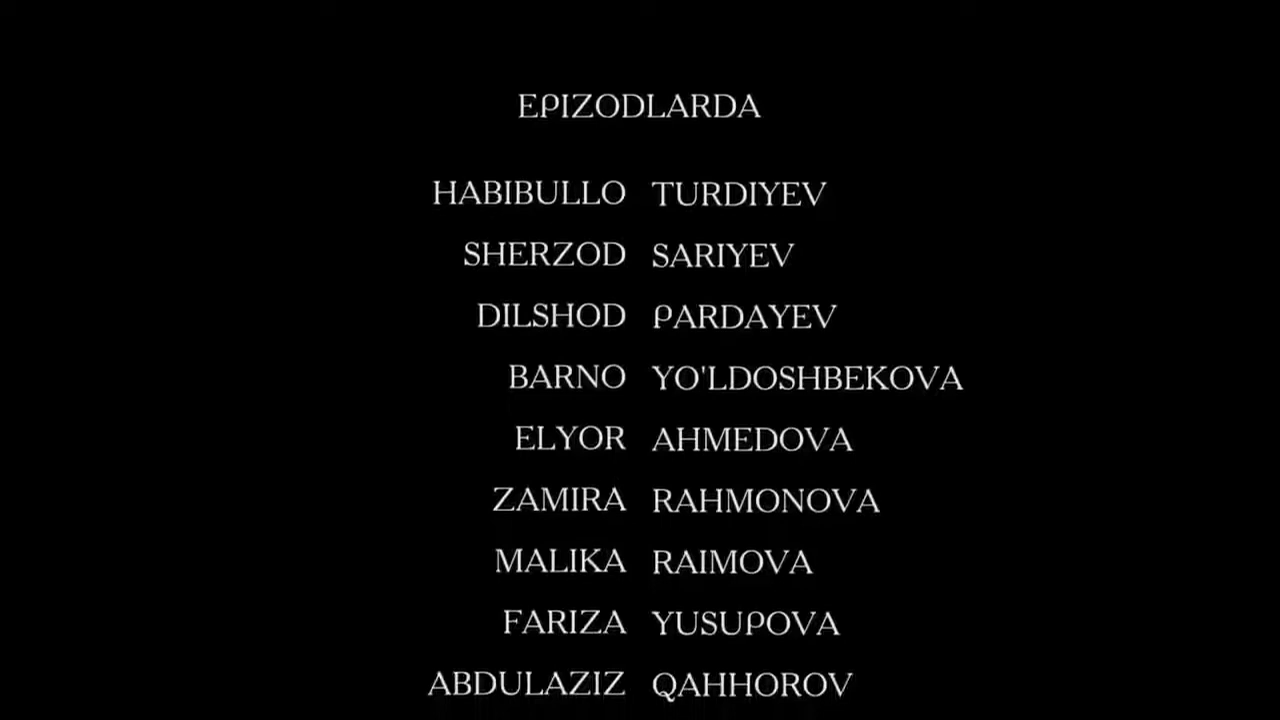 EPIZODLARDA
HABIBULLO TURDIYEV
SHERZOD SARIYEV
DILSHOD PARDAYEV
BARNO YO'LDOSHBEKOVA
ELYOR AHMEDOVA
ZAMIRA RAHMONOVA
MALIKA RAIMOVA
FARIZA YUSUPOVA
ABDULAZIZ QAHHOROV